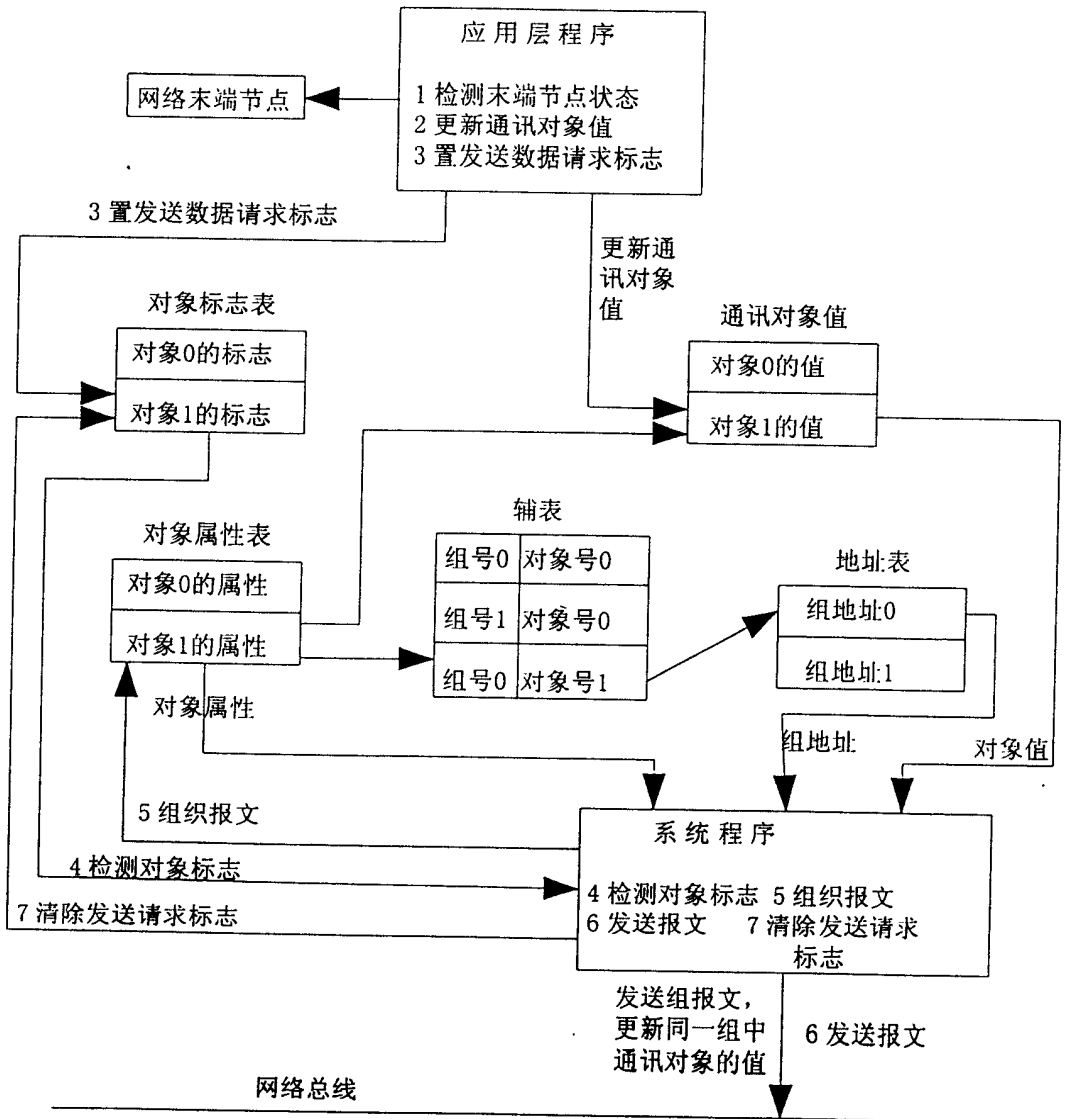 应用层程序
1检测末端节点状态
2更新通讯对象值
3置发送数据请求标志
网络末端节点
3置发送数据请求标志
更新通
讯对象
值
对象标志表
对象0的标志
对象1的标志
通讯对象值
对象0的值
对象1的值
对象属性表
对象0的属性
对象1的属性
辅表
组号0 对象号0
组号1 对象号0
组号0 对象号1
地址表
组地址0
组地址1
对象属性
组地址
对象值
5组织报文
4检测对象标志
7清除发送请求标志
系统程序
4检测对象标志 5组织报文
6发送报文 7清除发送请求
标志
发送组报文，
更新同一组中
通讯对象的值
6发送报文
网络总线